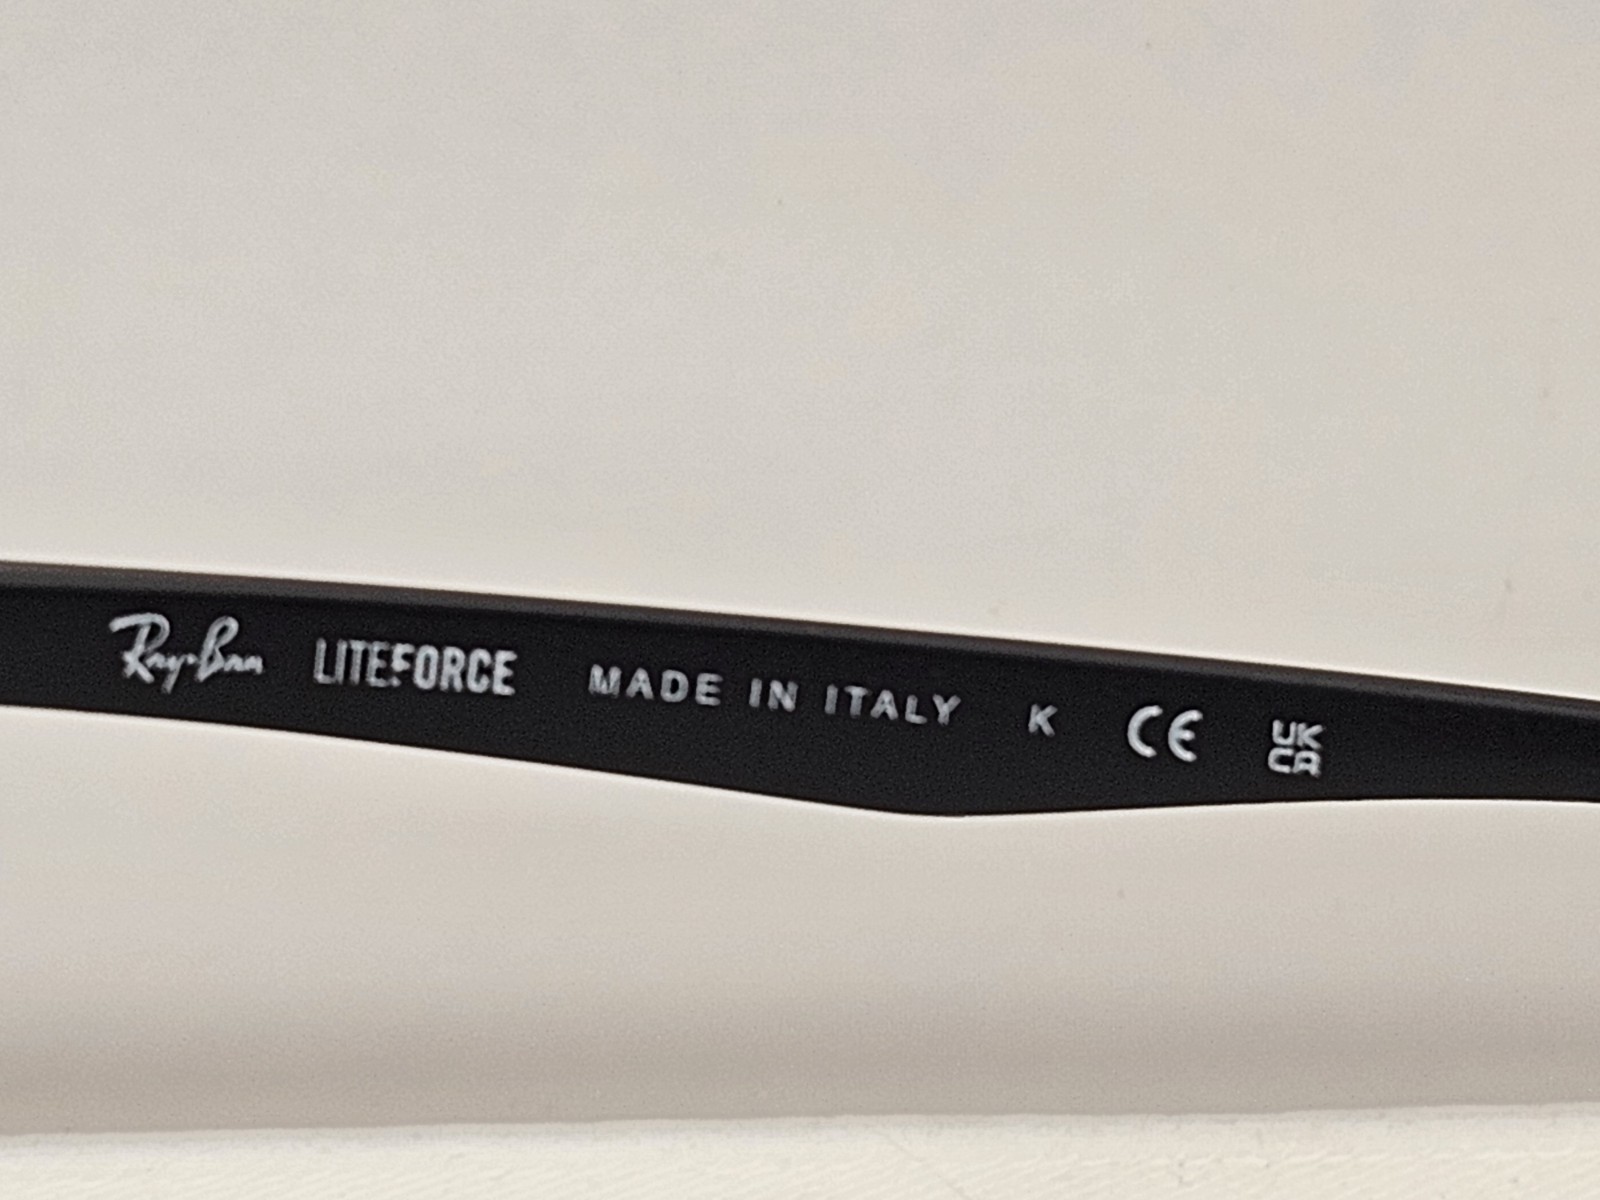 Ray-Ban LITEFORCE MADE IN ITALY K CE UK
CA